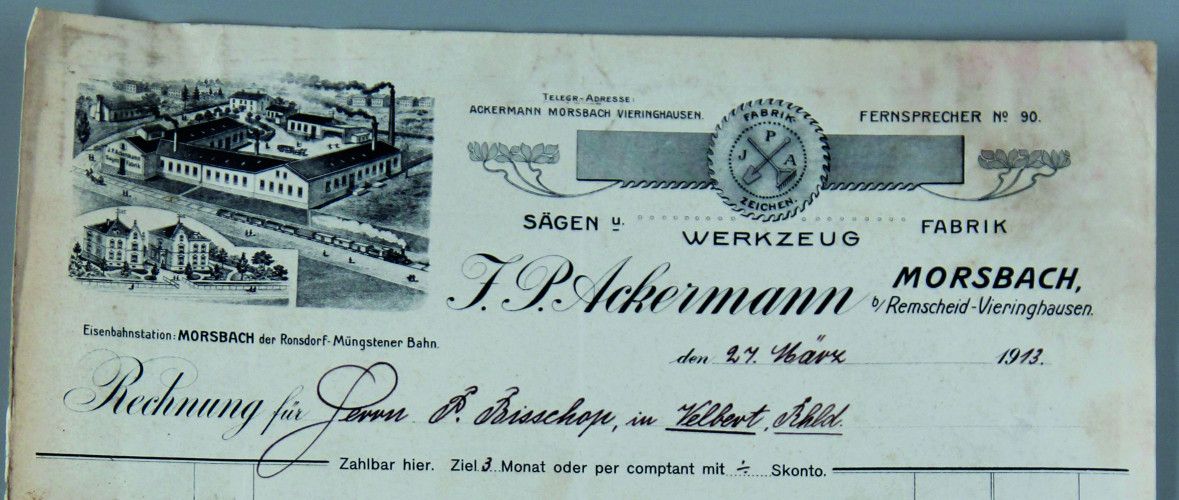 TELEGR.-ADRESSE:
ACKERMANN MORSBACH VIERINGHAUSEN.
FERNSPRECHER No 90.
FABRIK
J P A
ZEICHEN.
SÄGEN u. WERKZEUG FABRIK
J. P. Ackermann
MORSBACH,
b/Remscheid-Vieringhausen.
Eisenbahnstation: MORSBACH der Ronsdorf-Müngstener Bahn.
den 27. März 1913.
Rechnung für Herrn P. Bisschop, in Velbert, Rhld.
Zahlbar hier. Ziel 3 Monat oder per comptant mit ÷ Skonto.